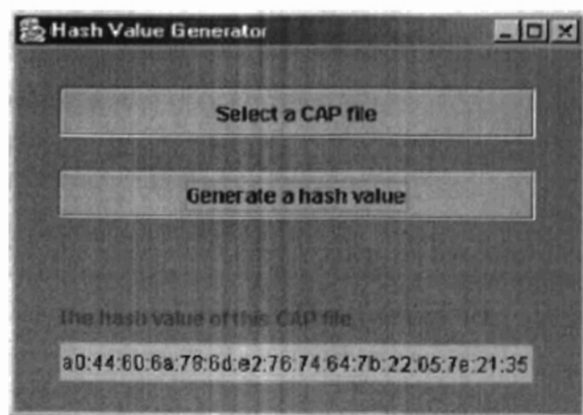 Hash Value Generator
Select a CAP file
Generate a hash value
The hash value of this CAP file
a0:44:60:6a:76:6d:e2:76:74:64:7b:22:05:7e:21:35